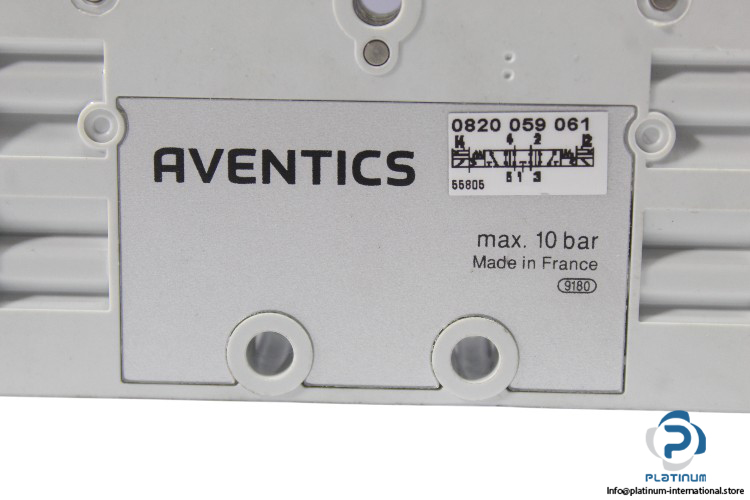 0820 059 061
4 2
AVENTICS
55805
5 1 3
max. 10 bar
Made in France
9180
PLATINUM
Info@platinum-international.store